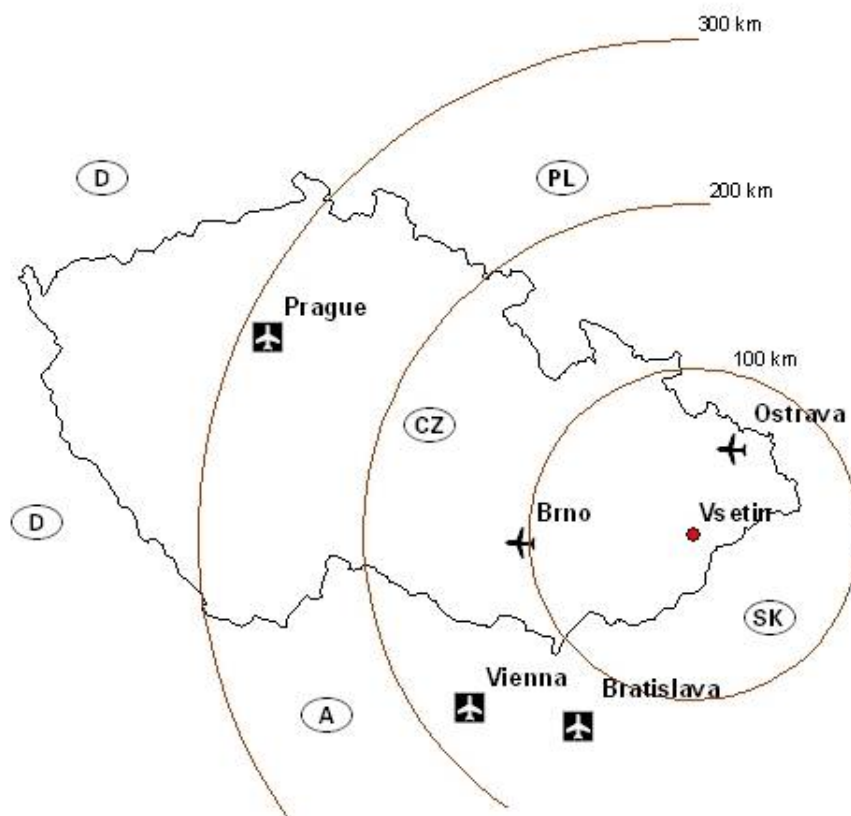 300 km
D
PL
200 km
Prague
100 km
CZ
Ostrava
D
Brno
Vsetin
SK
Vienna
Bratislava
A